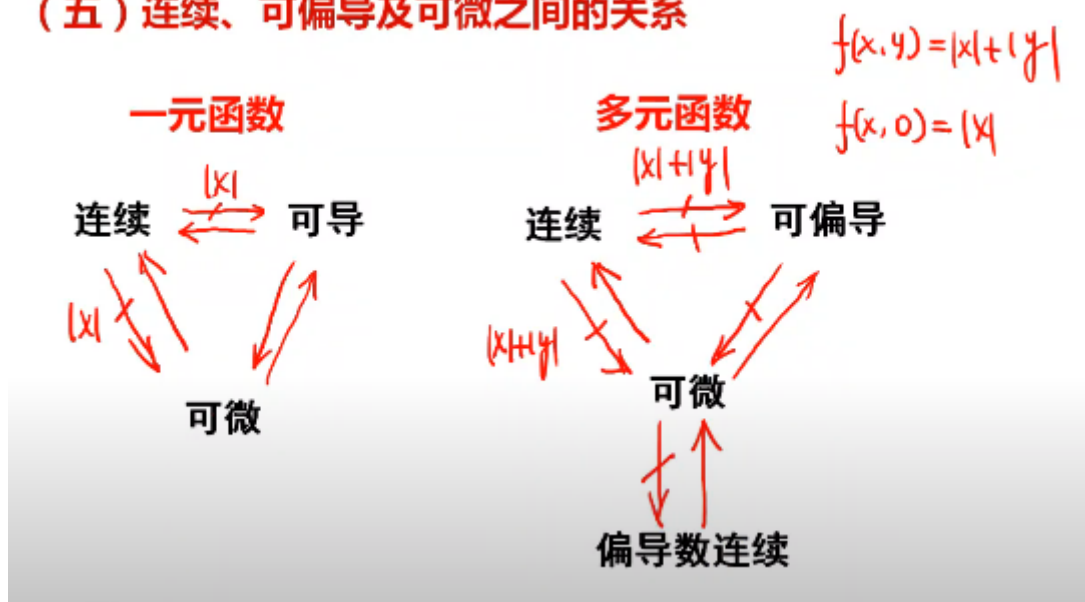 （五）连续、可偏导及可微之间的关系
f(x,y)=|x|+|y|
f(x,0)=|x|
一元函数
多元函数
|x|
|x|+|y|
连续
可导
连续
可偏导
|x|
|x|+|y|
可微
可微
偏导数连续